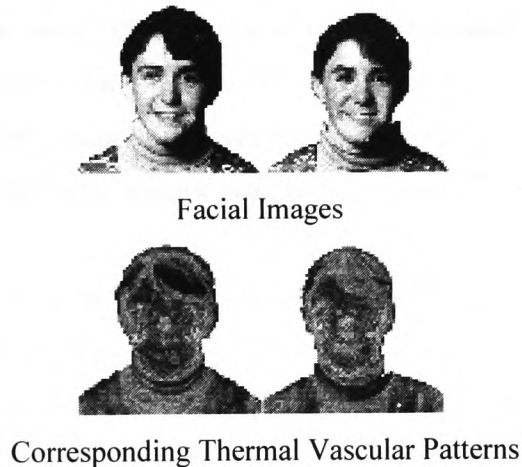 Facial Images
Corresponding Thermal Vascular Patterns